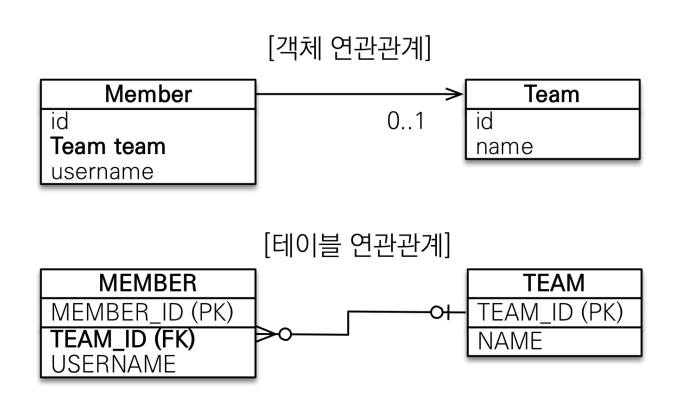 [객체 연관관계]
Member
id
Team team
username
0..1
Team
id
name
[테이블 연관관계]
MEMBER
MEMBER_ID (PK)
TEAM_ID (FK)
USERNAME
TEAM
TEAM_ID (PK)
NAME